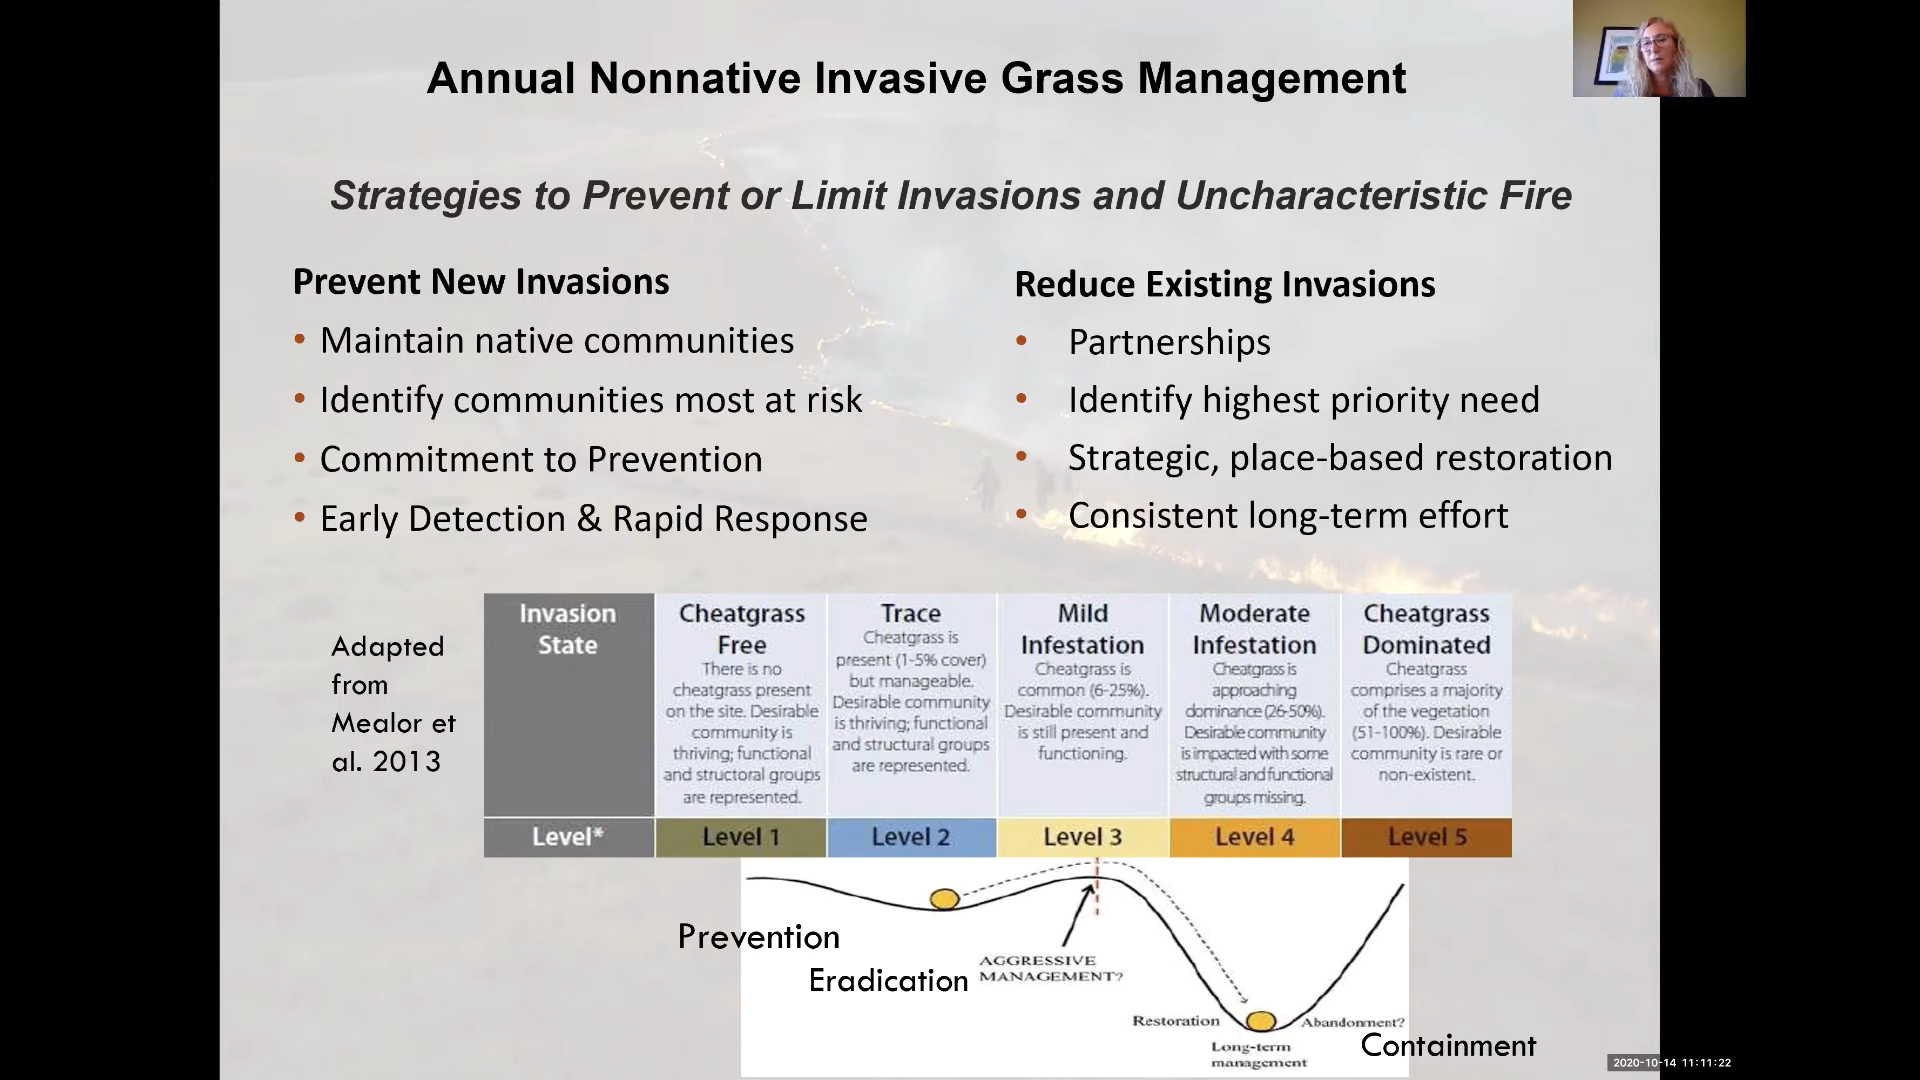 Annual Nonnative Invasive Grass Management
Strategies to Prevent or Limit Invasions and Uncharacteristic Fire
Prevent New Invasions
• Maintain native communities
• Identify communities most at risk
• Commitment to Prevention
• Early Detection & Rapid Response
Reduce Existing Invasions
• Partnerships
• Identify highest priority need
• Strategic, place-based restoration
• Consistent long-term effort
Adapted
from
Mealor et
al. 2013
Invasion
State
Cheatgrass
Free
There is no
cheatgrass present
on the site. Desirable
community is
thriving; functional
and structoral groups
are represented.
Trace
Cheatgrass is
present (1-5% cover)
but manageable.
Desirable community
is thriving; functional
and structural groups
are represented.
Mild
Infestation
Cheatgrass is
common (6-25%).
Desirable community
is still present and
functioning.
Moderate
Infestation
Cheatgrass is
approaching
dominance (26-50%).
Desirable community
is impacted with some
structural and functional
groups missing.
Cheatgrass
Dominated
Cheatgrass
comprises a majority
of the vegetation
(51-100%). Desirable
community is rare or
non-existent.
Level*
Level 1
Level 2
Level 3
Level 4
Level 5
Prevention
Eradication
AGGRESSIVE
MANAGEMENT?
Restoration
Abandonment?
Long-term
management
Containment
2020-10-14 11:11:22